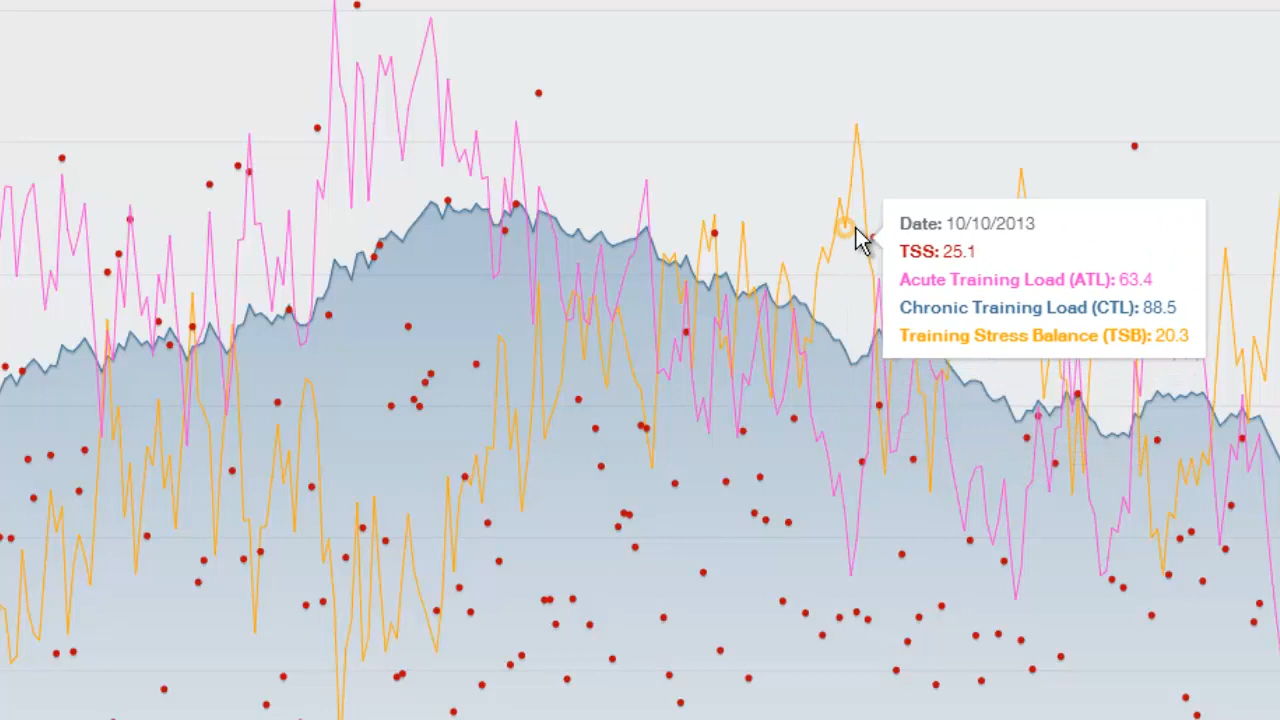 Date: 10/10/2013
TSS: 25.1
Acute Training Load (ATL): 63.4
Chronic Training Load (CTL): 88.5
Training Stress Balance (TSB): 20.3